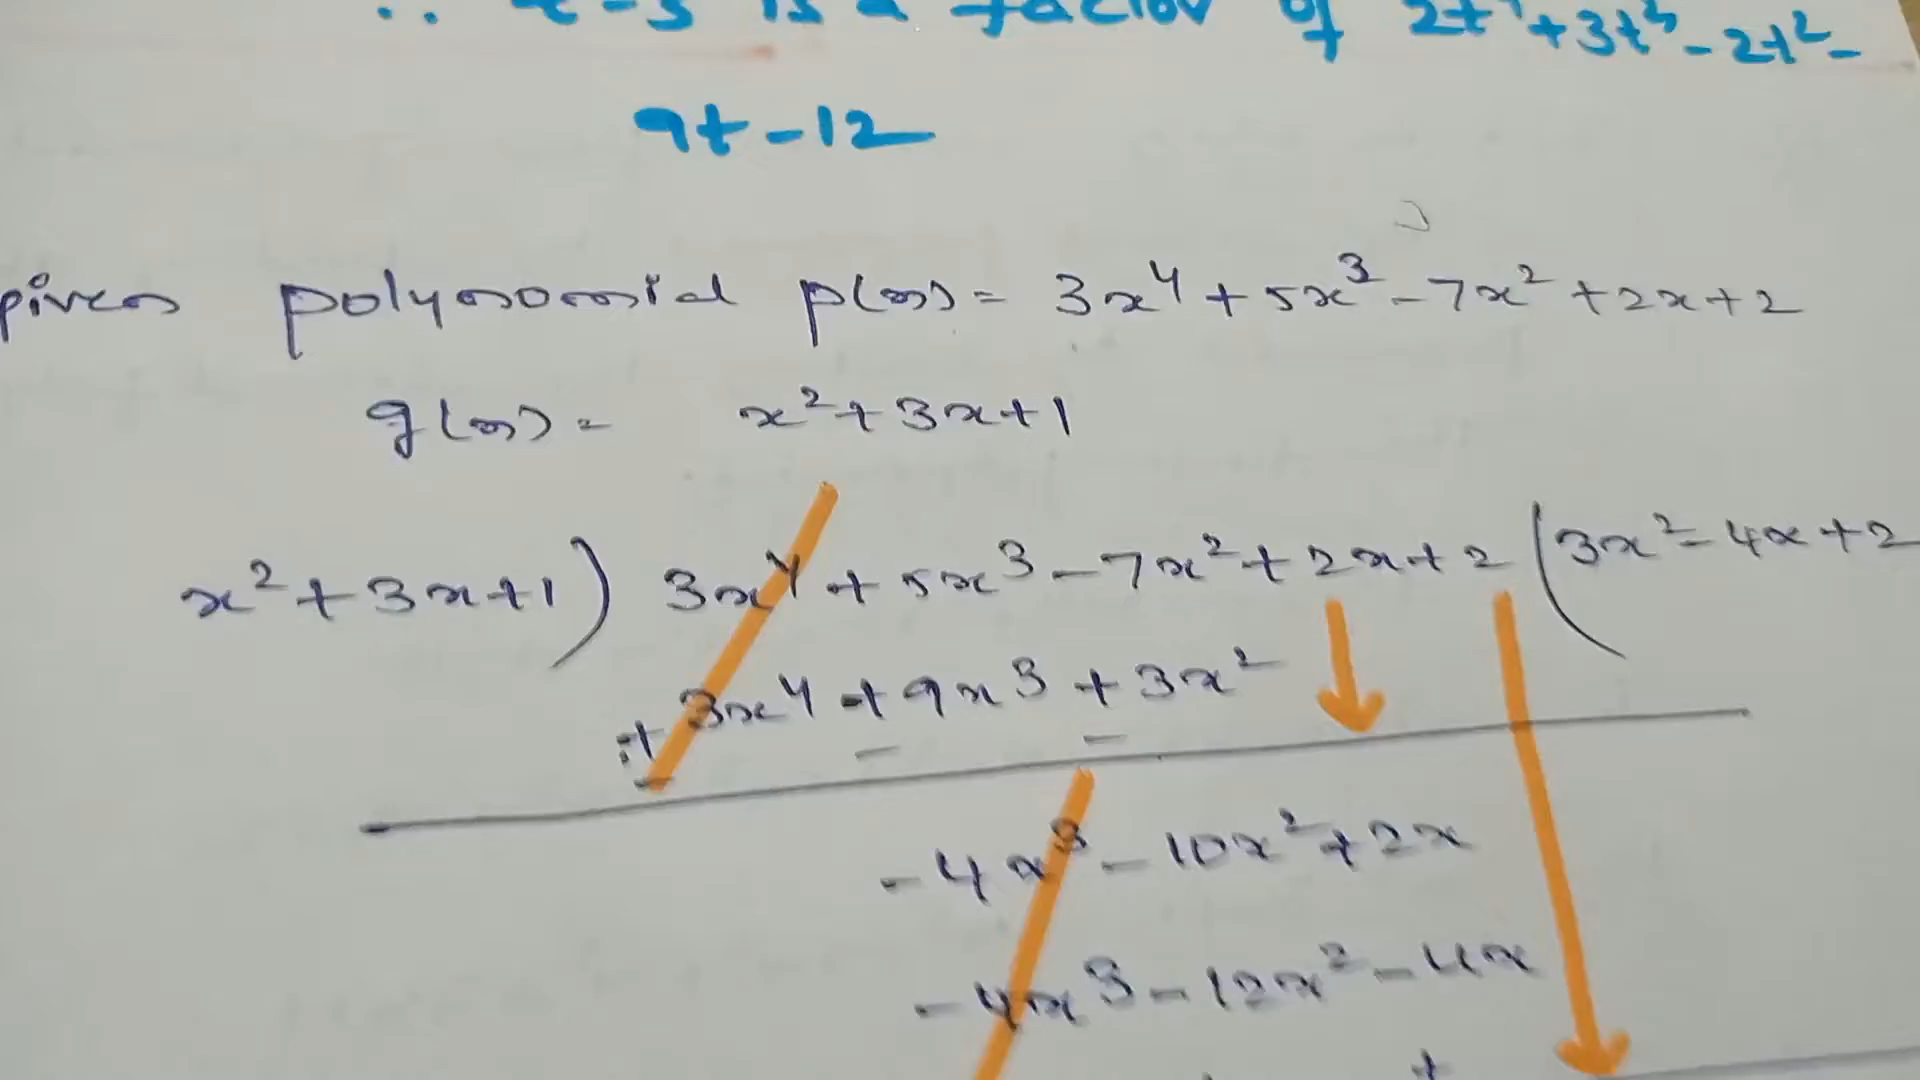 ∴ t²-3 is a factor of 2t⁴+3t³-2t²-
9t-12
given polynomial p(x)= 3x⁴+5x³-7x²+2x+2
g(x)= x²+3x+1
x²+3x+1) 3x⁴+5x³-7x²+2x+2 (3x²-4x+2
+3x⁴+9x³+3x²
- - -
-4x³-10x²+2x
-4x³-12x²-4x
+